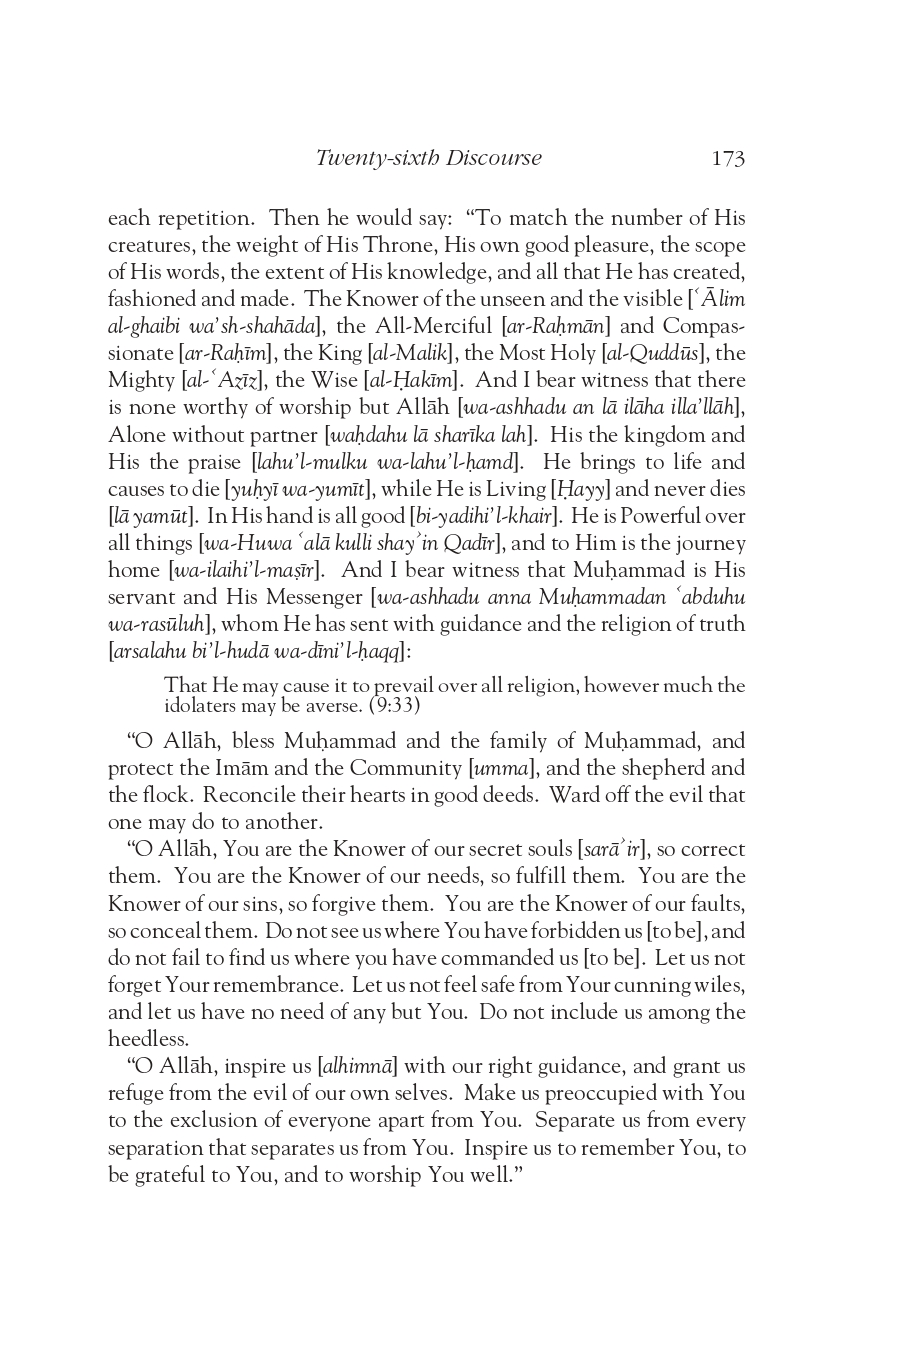 Twenty-sixth Discourse 173
each repetition. Then he would say: “To match the number of His
creatures, the weight of His Throne, His own good pleasure, the scope
of His words, the extent of His knowledge, and all that He has created,
fashioned and made. The Knower of the unseen and the visible [ʿĀlim
al-ghaibi wa’sh-shahāda], the All-Merciful [ar-Raḥmān] and Compas-
sionate [ar-Raḥīm], the King [al-Malik], the Most Holy [al-Quddūs], the
Mighty [al-ʿAzīz], the Wise [al-Ḥakīm]. And I bear witness that there
is none worthy of worship but Allāh [wa-ashhadu an lā ilāha illa’llāh],
Alone without partner [waḥdahu lā sharīka lah]. His the kingdom and
His the praise [lahu’l-mulku wa-lahu’l-ḥamd]. He brings to life and
causes to die [yuḥyī wa-yumīt], while He is Living [Ḥayy] and never dies
[lā yamūt]. In His hand is all good [bi-yadihi’l-khair]. He is Powerful over
all things [wa-Huwa ʿalā kulli shayʾin Qadīr], and to Him is the journey
home [wa-ilaihi’l-maṣīr]. And I bear witness that Muḥammad is His
servant and His Messenger [wa-ashhadu anna Muḥammadan ʿabduhu
wa-rasūluh], whom He has sent with guidance and the religion of truth
[arsalahu bi’l-hudā wa-dīni’l-ḥaqq]:
That He may cause it to prevail over all religion, however much the
idolaters may be averse. (9:33)
“O Allāh, bless Muḥammad and the family of Muḥammad, and
protect the Imām and the Community [umma], and the shepherd and
the flock. Reconcile their hearts in good deeds. Ward off the evil that
one may do to another.
“O Allāh, You are the Knower of our secret souls [sarāʾir], so correct
them. You are the Knower of our needs, so fulfill them. You are the
Knower of our sins, so forgive them. You are the Knower of our faults,
so conceal them. Do not see us where You have forbidden us [to be], and
do not fail to find us where you have commanded us [to be]. Let us not
forget Your remembrance. Let us not feel safe from Your cunning wiles,
and let us have no need of any but You. Do not include us among the
heedless.
“O Allāh, inspire us [alhimnā] with our right guidance, and grant us
refuge from the evil of our own selves. Make us preoccupied with You
to the exclusion of everyone apart from You. Separate us from every
separation that separates us from You. Inspire us to remember You, to
be grateful to You, and to worship You well.”